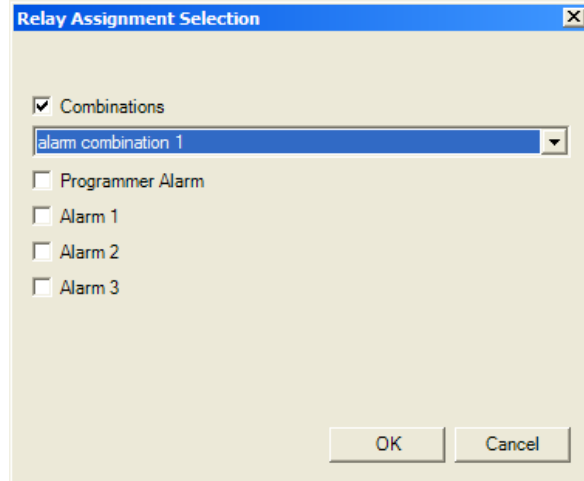 Relay Assignment Selection
Combinations
alarm combination 1
Programmer Alarm
Alarm 1
Alarm 2
Alarm 3
OK Cancel